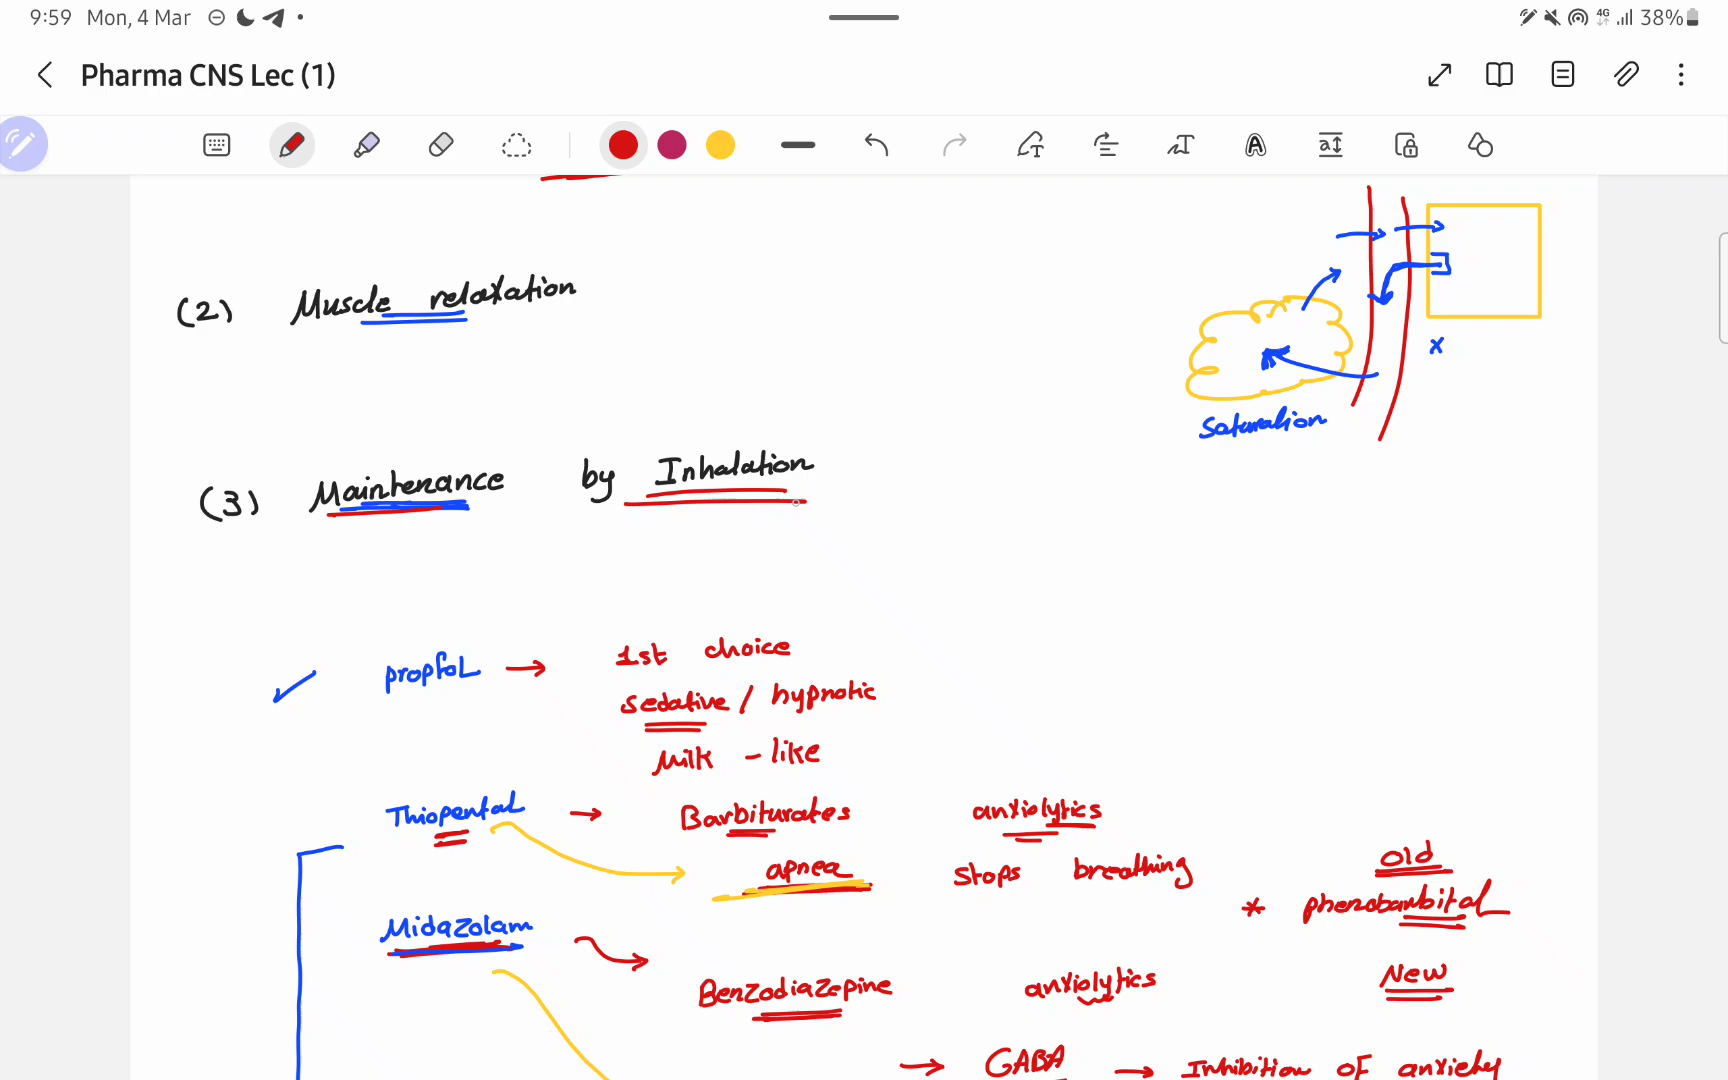 9:59 Mon, 4 Mar 4G 38%
Pharma CNS Lec (1)
(2) Muscle relaxation
x
Saturation
(3) Maintenance by Inhalation
propfol → 1st choice
sedative / hypnotic
Milk - like
Thiopental → Barbiturates anxiolytics
apnea stops breathing old
* phenobarbital
Midazolam
Benzodiazepine anxiolytics New
→ GABA → Inhibition of anxiety